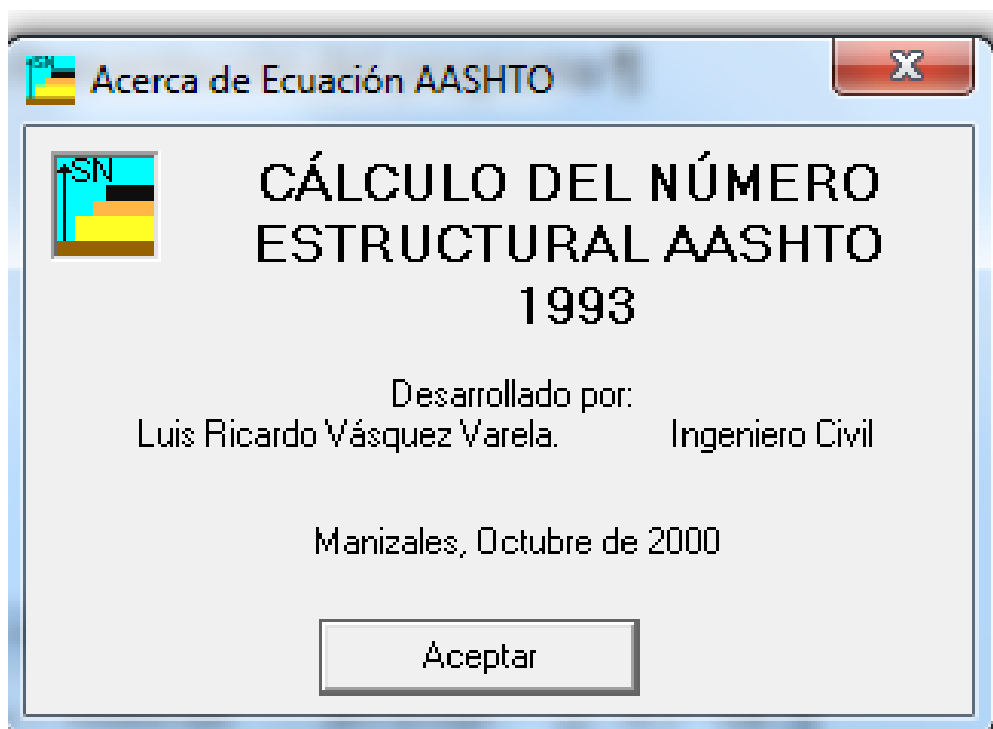 Acerca de Ecuación AASHTO
SN
CÁLCULO DEL NÚMERO
ESTRUCTURAL AASHTO
1993
Desarrollado por:
Luis Ricardo Vásquez Varela. Ingeniero Civil
Manizales, Octubre de 2000
Aceptar